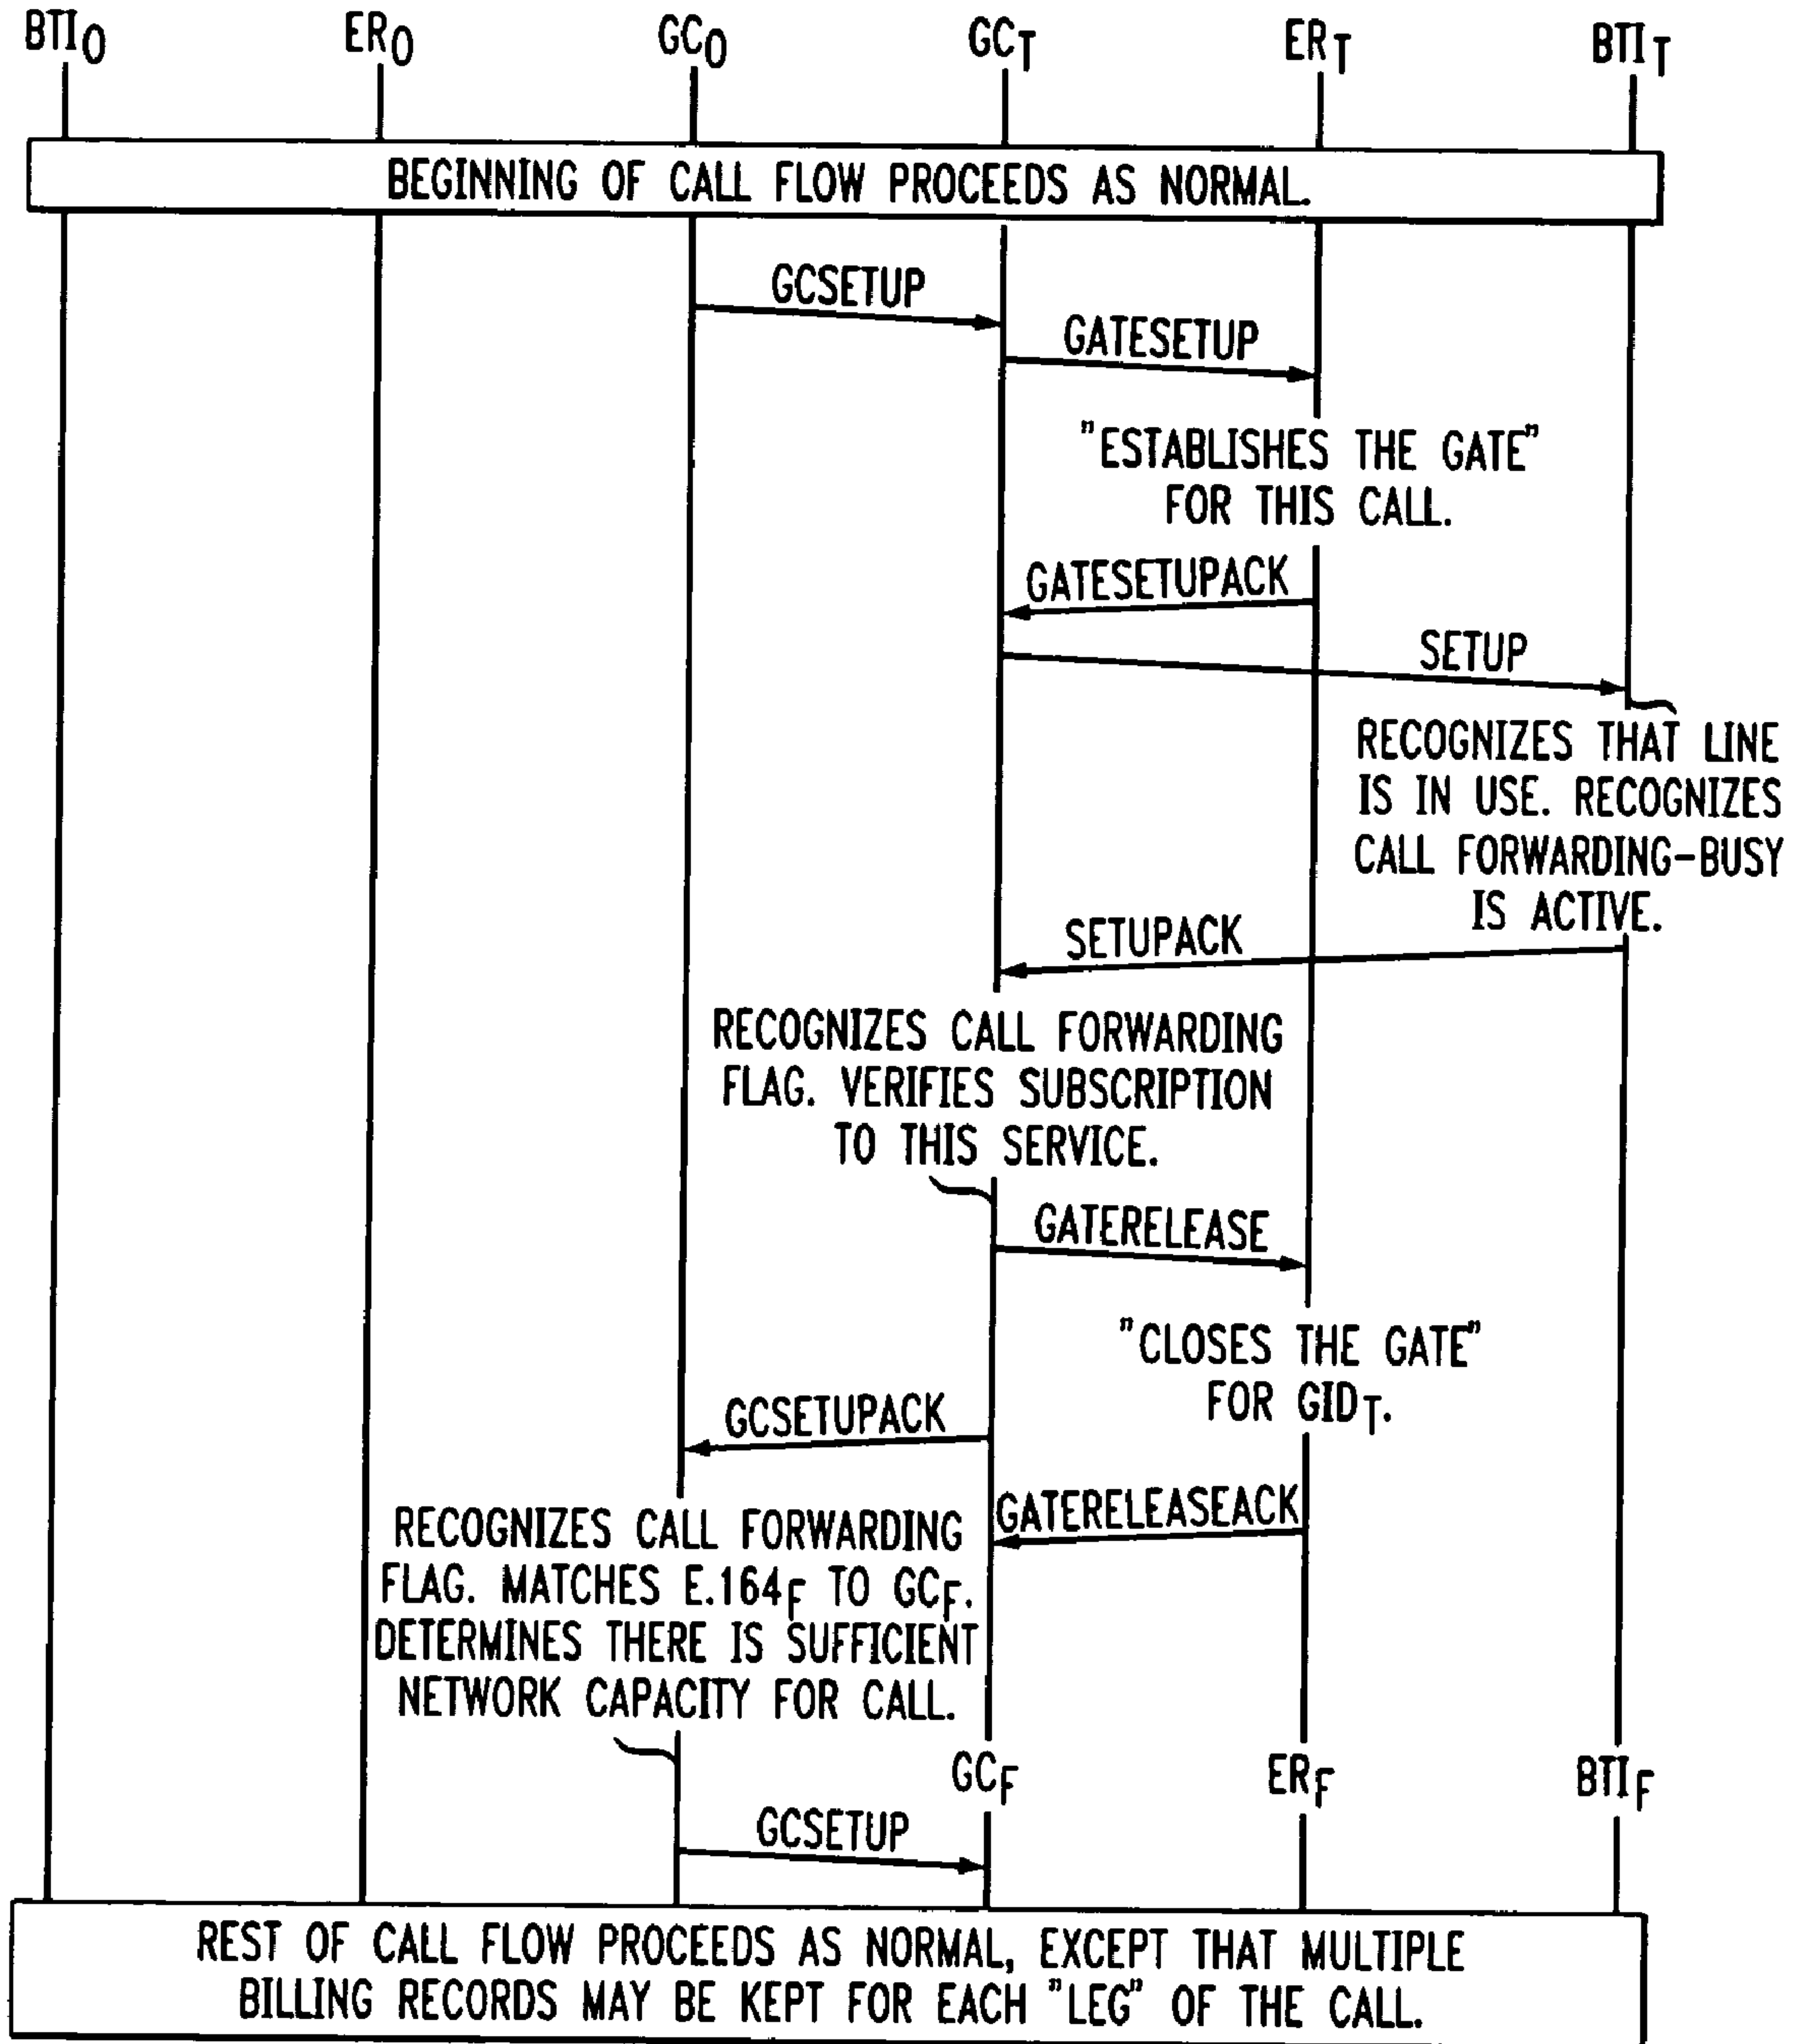 BTIO ERO GCO GCT ERT BTIT
BEGINNING OF CALL FLOW PROCEEDS AS NORMAL.
GCSETUP
GATESETUP
"ESTABLISHES THE GATE"
FOR THIS CALL.
GATESETUPACK
SETUP
RECOGNIZES THAT LINE
IS IN USE. RECOGNIZES
CALL FORWARDING-BUSY
IS ACTIVE.
SETUPACK
RECOGNIZES CALL FORWARDING
FLAG. VERIFIES SUBSCRIPTION
TO THIS SERVICE.
GATERELEASE
"CLOSES THE GATE"
FOR GIDT.
GCSETUPACK
GATERELEASEACK
RECOGNIZES CALL FORWARDING
FLAG. MATCHES E.164F TO GCF.
DETERMINES THERE IS SUFFICIENT
NETWORK CAPACITY FOR CALL.
GCF ERF BTIF
GCSETUP
REST OF CALL FLOW PROCEEDS AS NORMAL, EXCEPT THAT MULTIPLE
BILLING RECORDS MAY BE KEPT FOR EACH "LEG" OF THE CALL.